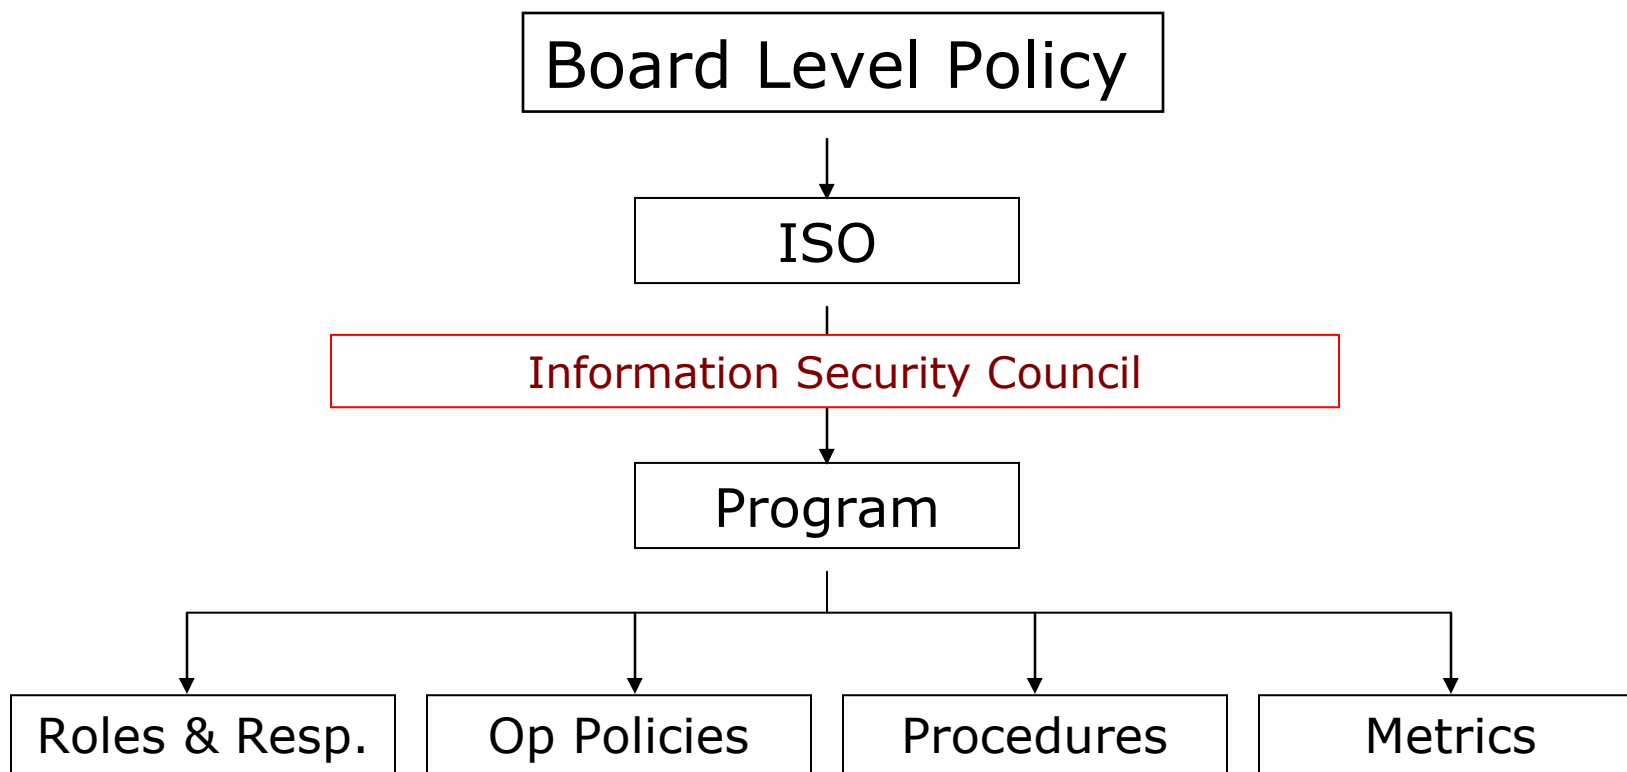 Board Level Policy
ISO
Information Security Council
Program
Roles & Resp.
Op Policies
Procedures
Metrics